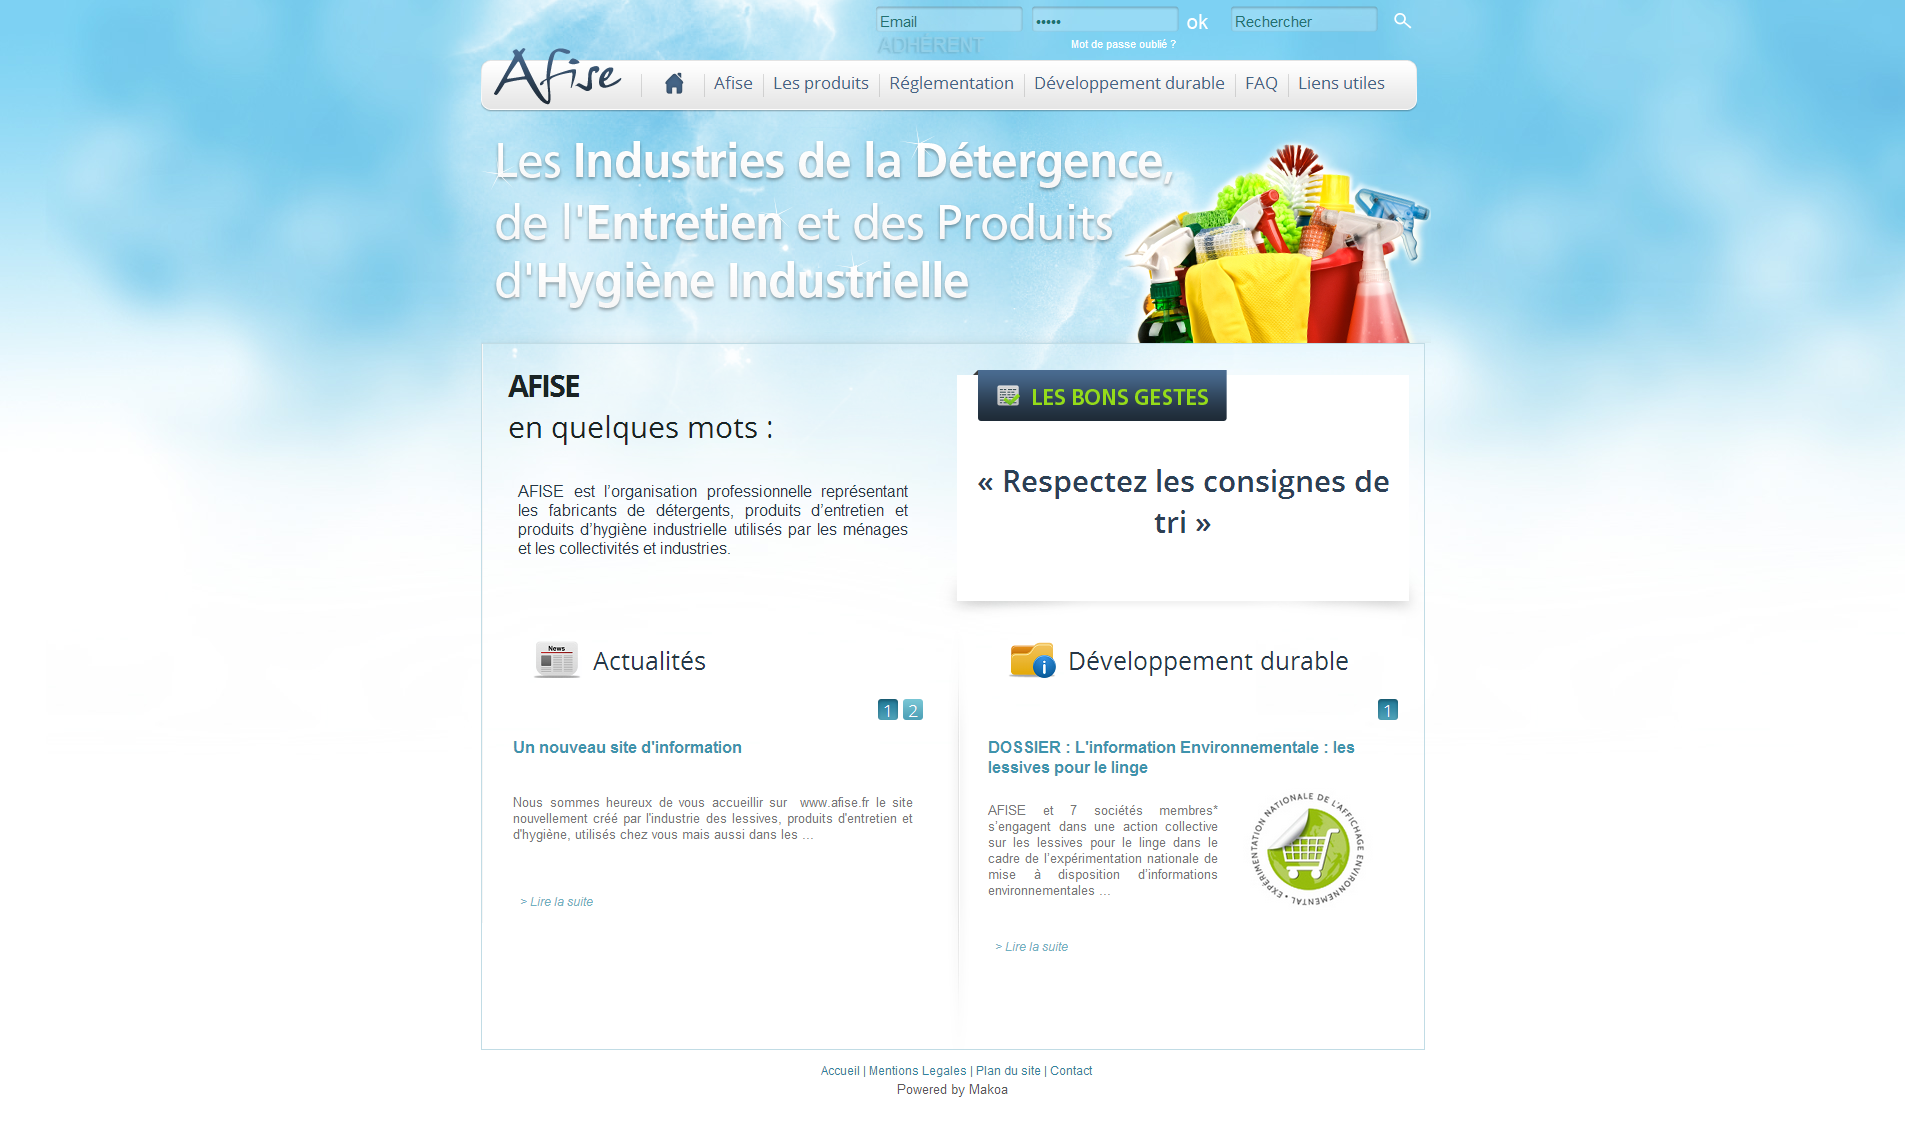 Email
•••••
ok
Rechercher
ADHÉRENT
Mot de passe oublié ?
Afise
Afise
Les produits
Réglementation
Développement durable
FAQ
Liens utiles
Les Industries de la Détergence,
de l'Entretien et des Produits
d'Hygiène Industrielle
AFISE
en quelques mots :
AFISE est l’organisation professionnelle représentant
les fabricants de détergents, produits d’entretien et
produits d’hygiène industrielle utilisés par les ménages
et les collectivités et industries.
LES BONS GESTES
« Respectez les consignes de
tri »
News
Actualités
1 2
Un nouveau site d'information
Nous sommes heureux de vous accueillir sur www.afise.fr le site
nouvellement créé par l'industrie des lessives, produits d'entretien et
d'hygiène, utilisés chez vous mais aussi dans les ...
> Lire la suite
Développement durable
1
DOSSIER : L'information Environnementale : les
lessives pour le linge
AFISE et 7 sociétés membres*
s’engagent dans une action collective
sur les lessives pour le linge dans le
cadre de l’expérimentation nationale de
mise à disposition d’informations
environnementales ...
EXPÉRIMENTATION NATIONALE DE L'AFFICHAGE ENVIRONNEMENTAL •
> Lire la suite
Accueil | Mentions Legales | Plan du site | Contact
Powered by Makoa